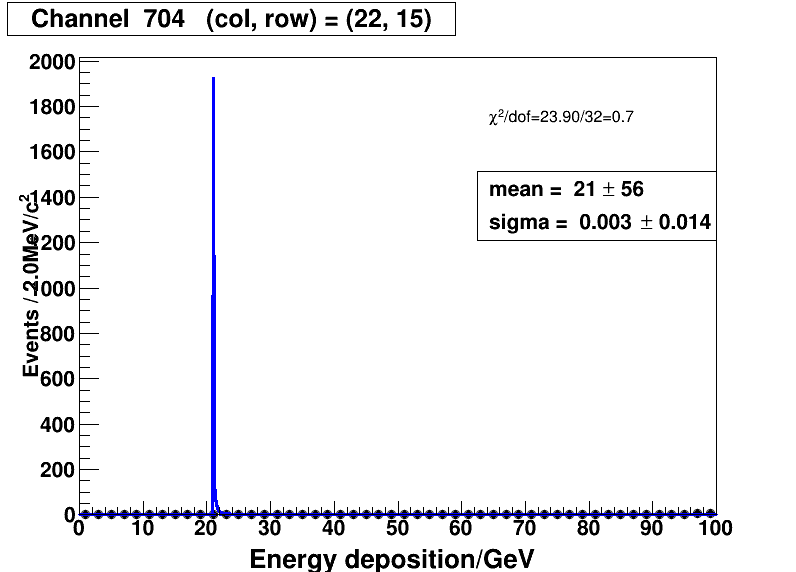 Channel 704 (col, row) = (22, 15)
2000
1800
1600
1400
1200
1000
800
600
400
200
0
Events / 2.0MeV/c²
χ²/dof=23.90/32=0.7
mean = 21 ± 56
sigma = 0.003 ± 0.014
0 10 20 30 40 50 60 70 80 90 100
Energy deposition/GeV